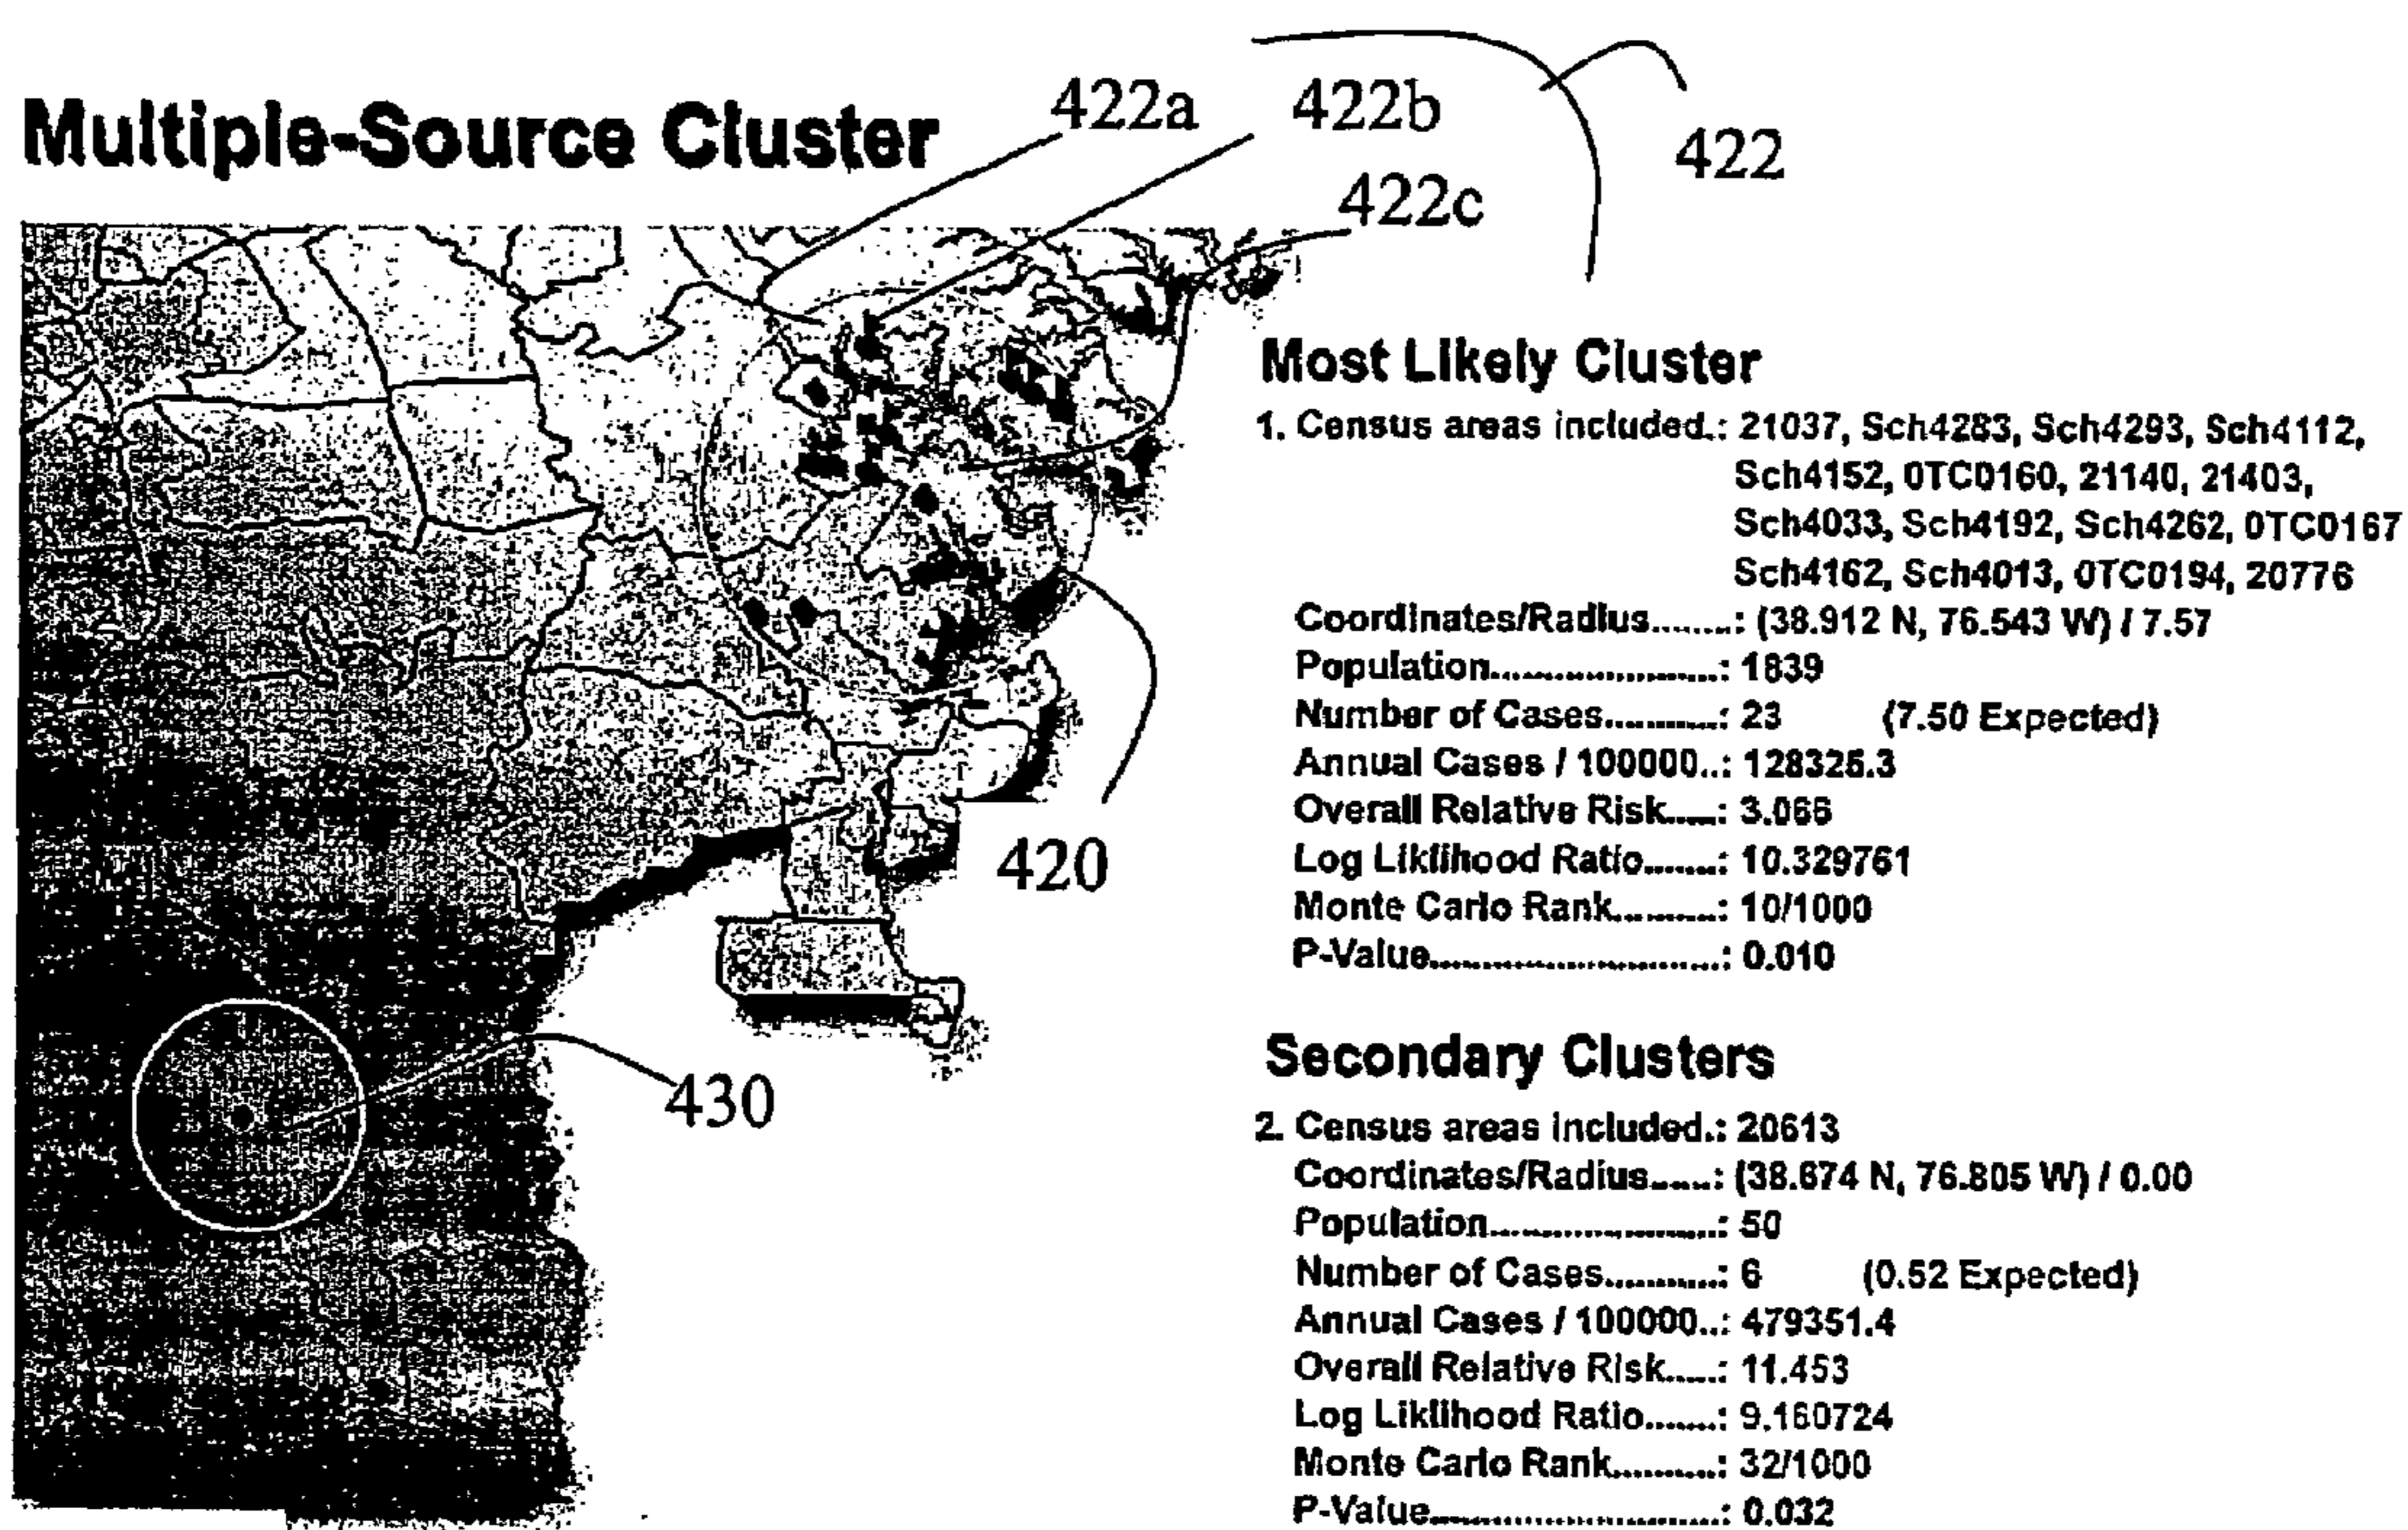 Multiple-Source Cluster
422a
422b
422
422c
Most Likely Cluster
1. Census areas included.: 21037, Sch4283, Sch4293, Sch4112,
Sch4152, 0TC0160, 21140, 21403,
Sch4033, Sch4192, Sch4262, 0TC0167
Sch4162, Sch4013, 0TC0194, 20776
Coordinates/Radius........: (38.912 N, 76.543 W) / 7.57
Population.......................: 1839
Number of Cases...........: 23 (7.50 Expected)
Annual Cases / 100000..: 128325.3
Overall Relative Risk.....: 3.066
Log Liklihood Ratio.......: 10.329761
Monte Carlo Rank..........: 10/1000
P-Value.............................: 0.010
420
430
Secondary Clusters
2. Census areas included.: 20613
Coordinates/Radius......: (38.674 N, 76.805 W) / 0.00
Population.......................: 50
Number of Cases...........: 6 (0.52 Expected)
Annual Cases / 100000..: 479351.4
Overall Relative Risk.....: 11.453
Log Liklihood Ratio.......: 9.160724
Monte Carlo Rank..........: 32/1000
P-Value.............................: 0.032